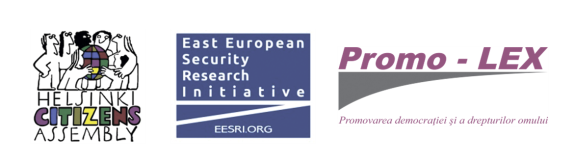 HELSINKI
CITIZENS
ASSEMBLY
East European
Security
Research
Initiative
EESRI.ORG
Promo - LEX
Promovarea democrației și a drepturilor omului